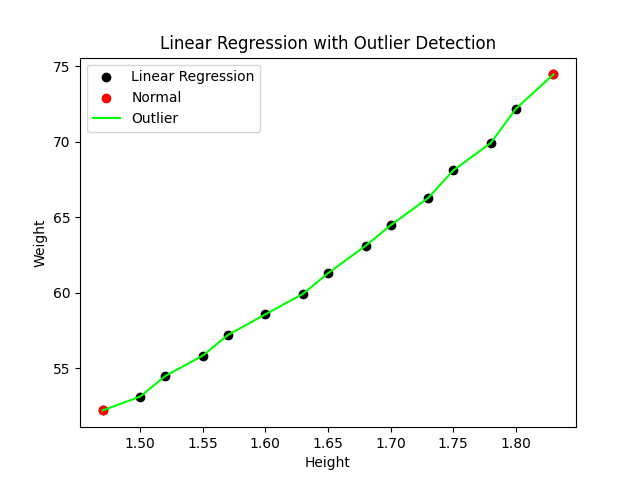 Linear Regression with Outlier Detection
Linear Regression
Normal
Outlier
75
70
65
60
55
Weight
1.50 1.55 1.60 1.65 1.70 1.75 1.80
Height